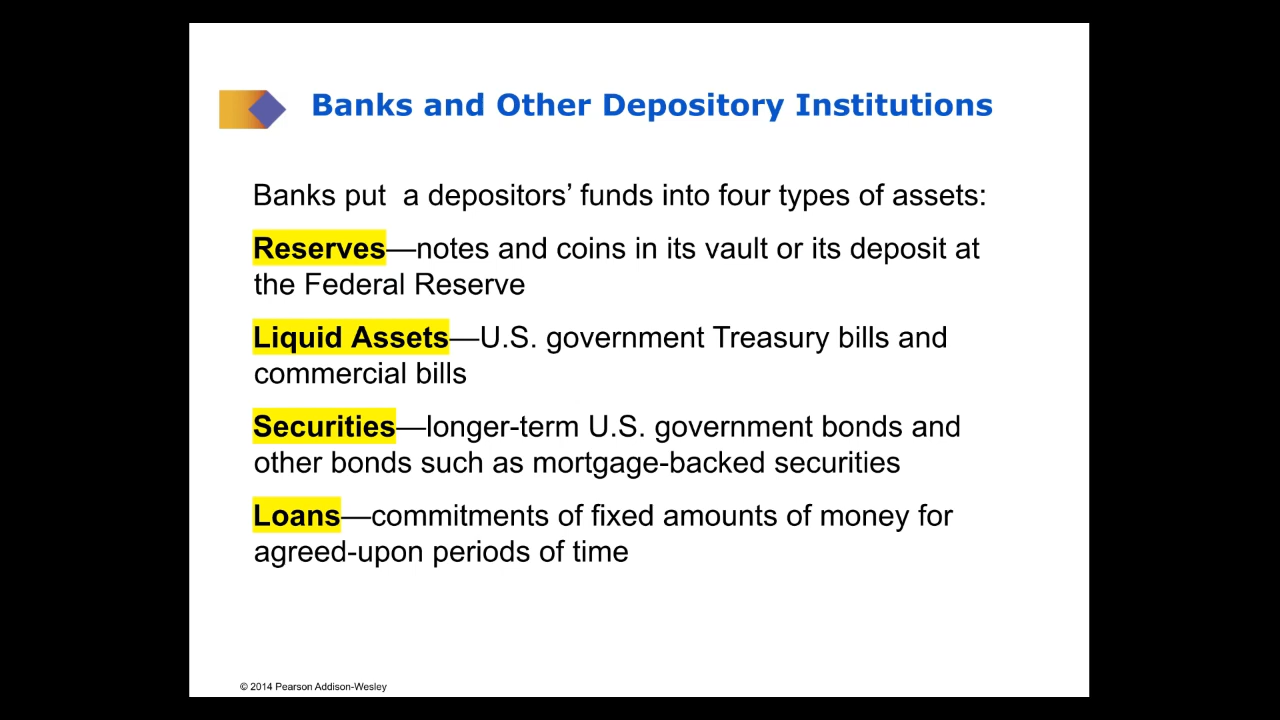 Banks and Other Depository Institutions
Banks put  a depositors’ funds into four types of assets:
Reserves—notes and coins in its vault or its deposit at
the Federal Reserve
Liquid Assets—U.S. government Treasury bills and
commercial bills
Securities—longer-term U.S. government bonds and
other bonds such as mortgage-backed securities
Loans—commitments of fixed amounts of money for
agreed-upon periods of time
© 2014 Pearson Addison-Wesley